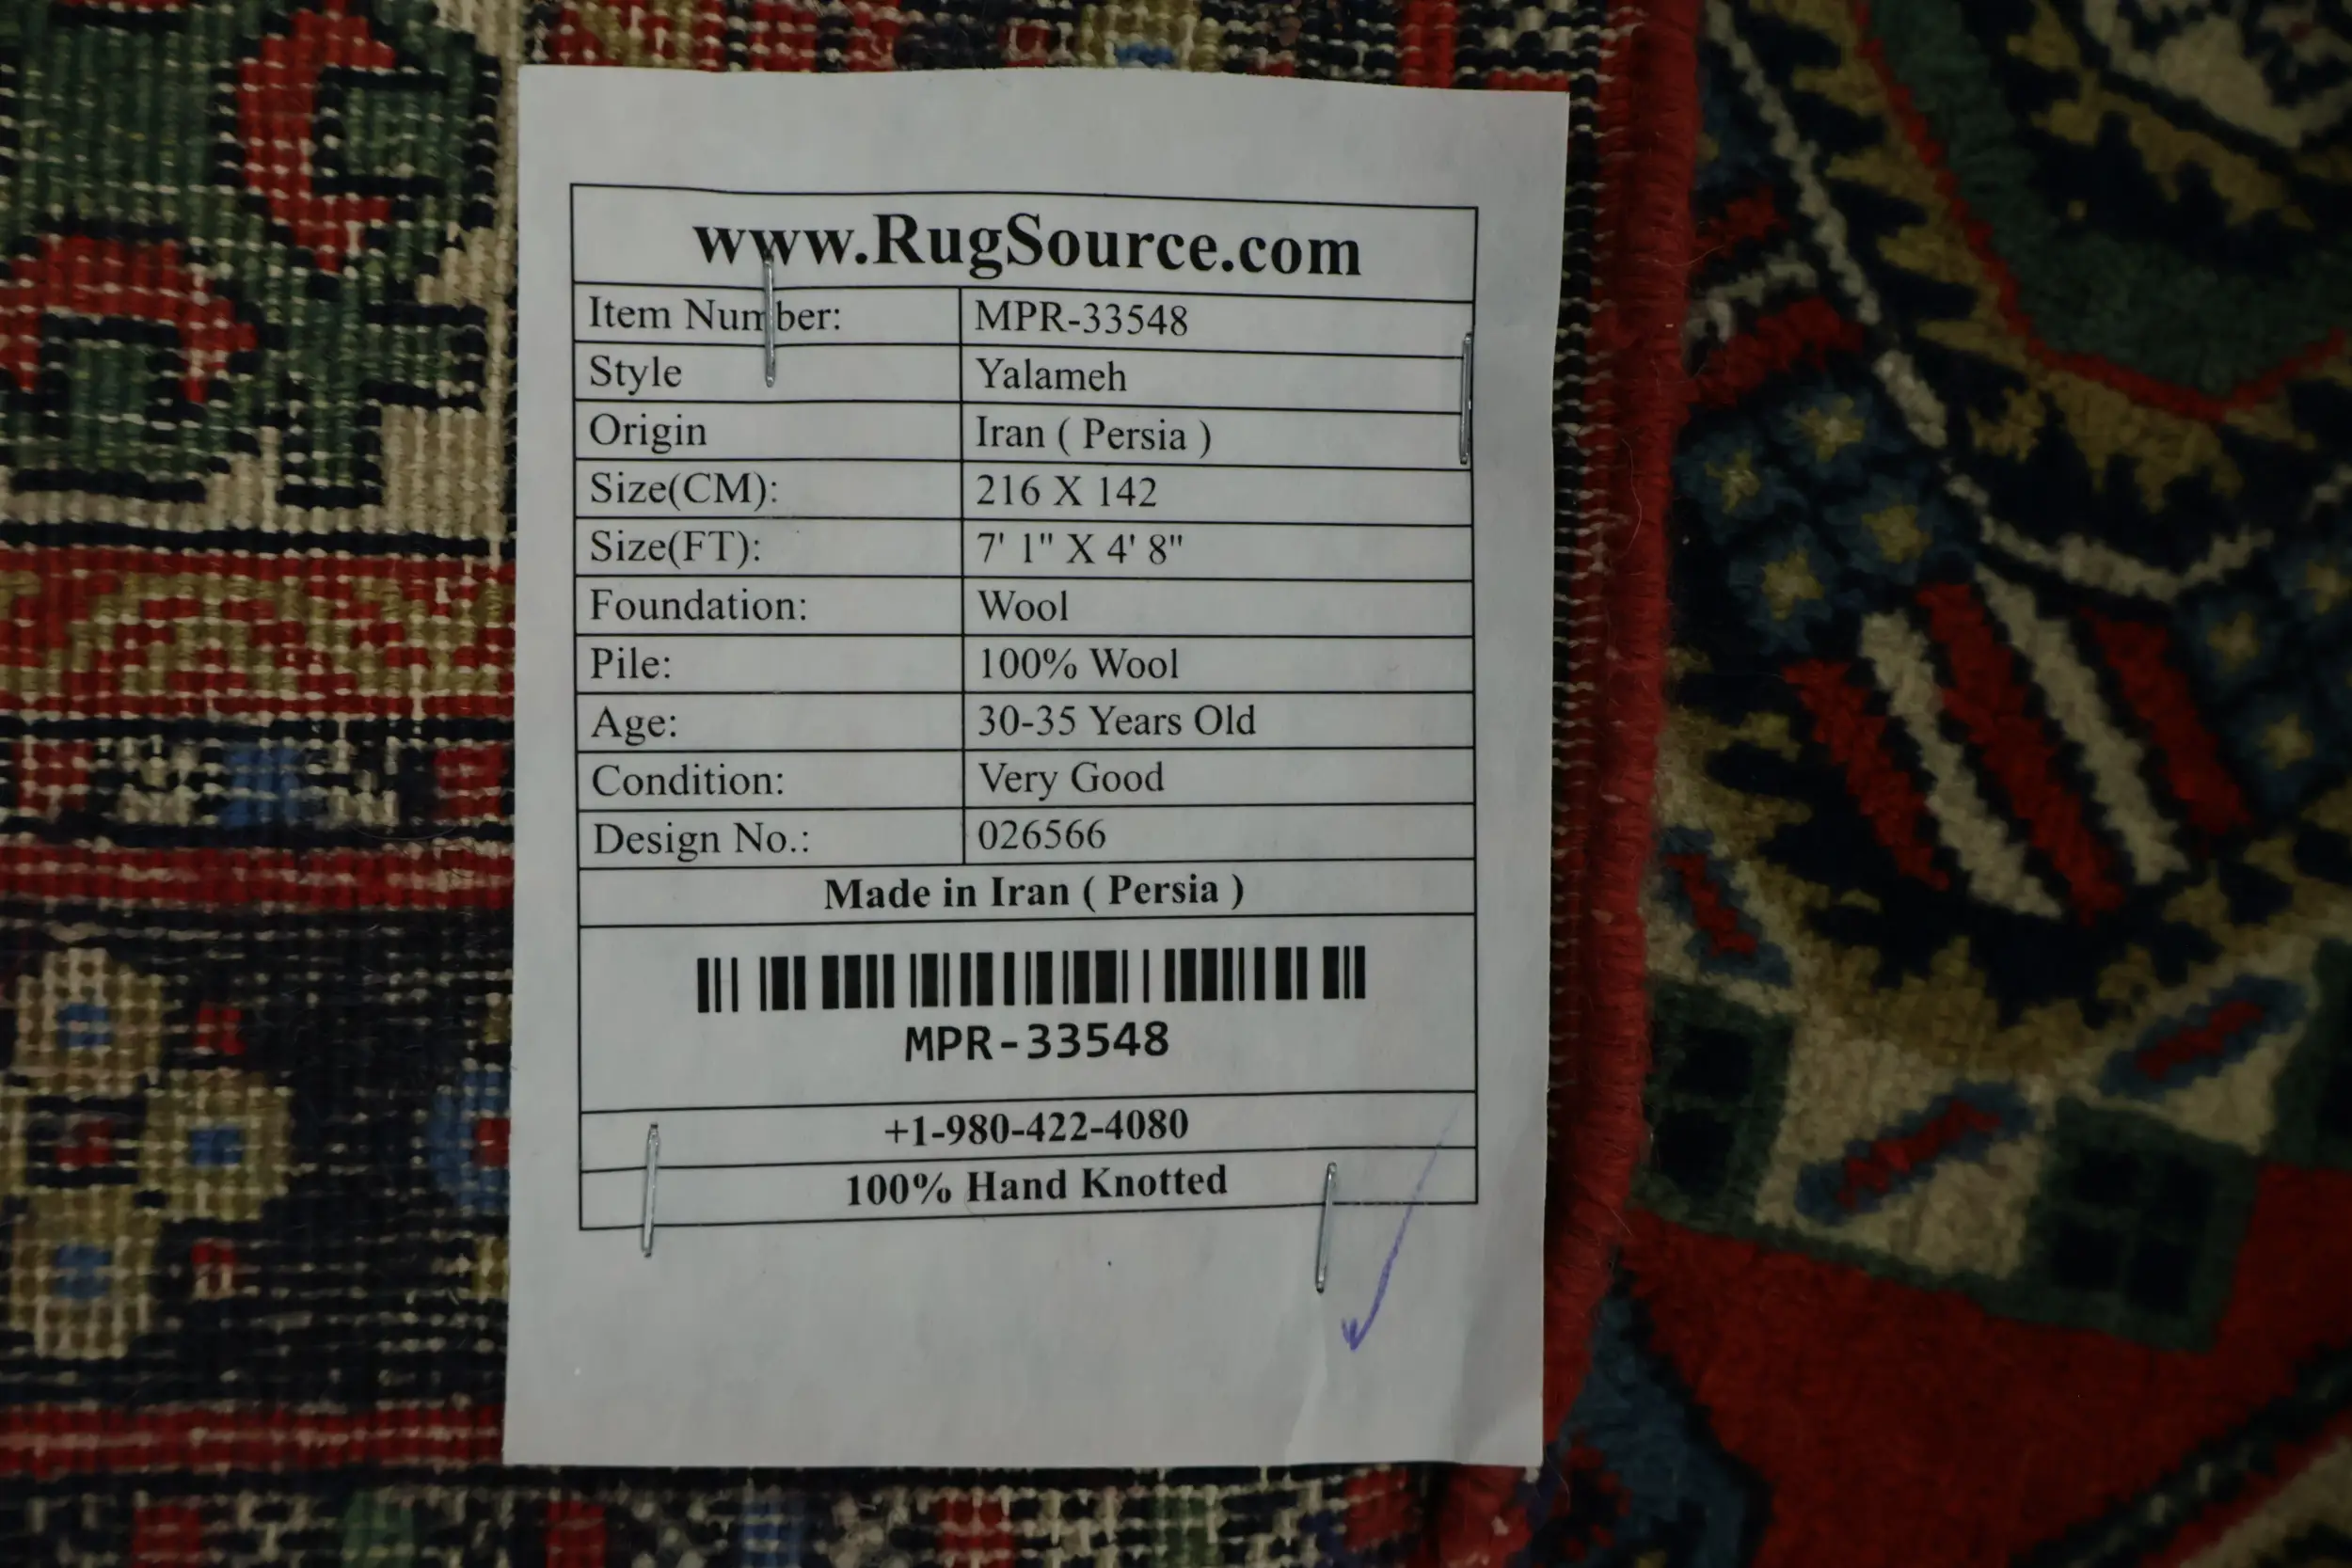 www.RugSource.com
Item Number: MPR-33548
Style Yalameh
Origin Iran ( Persia )
Size(CM): 216 X 142
Size(FT): 7' 1" X 4' 8"
Foundation: Wool
Pile: 100% Wool
Age: 30-35 Years Old
Condition: Very Good
Design No.: 026566
Made in Iran ( Persia )
MPR-33548
+1-980-422-4080
100% Hand Knotted